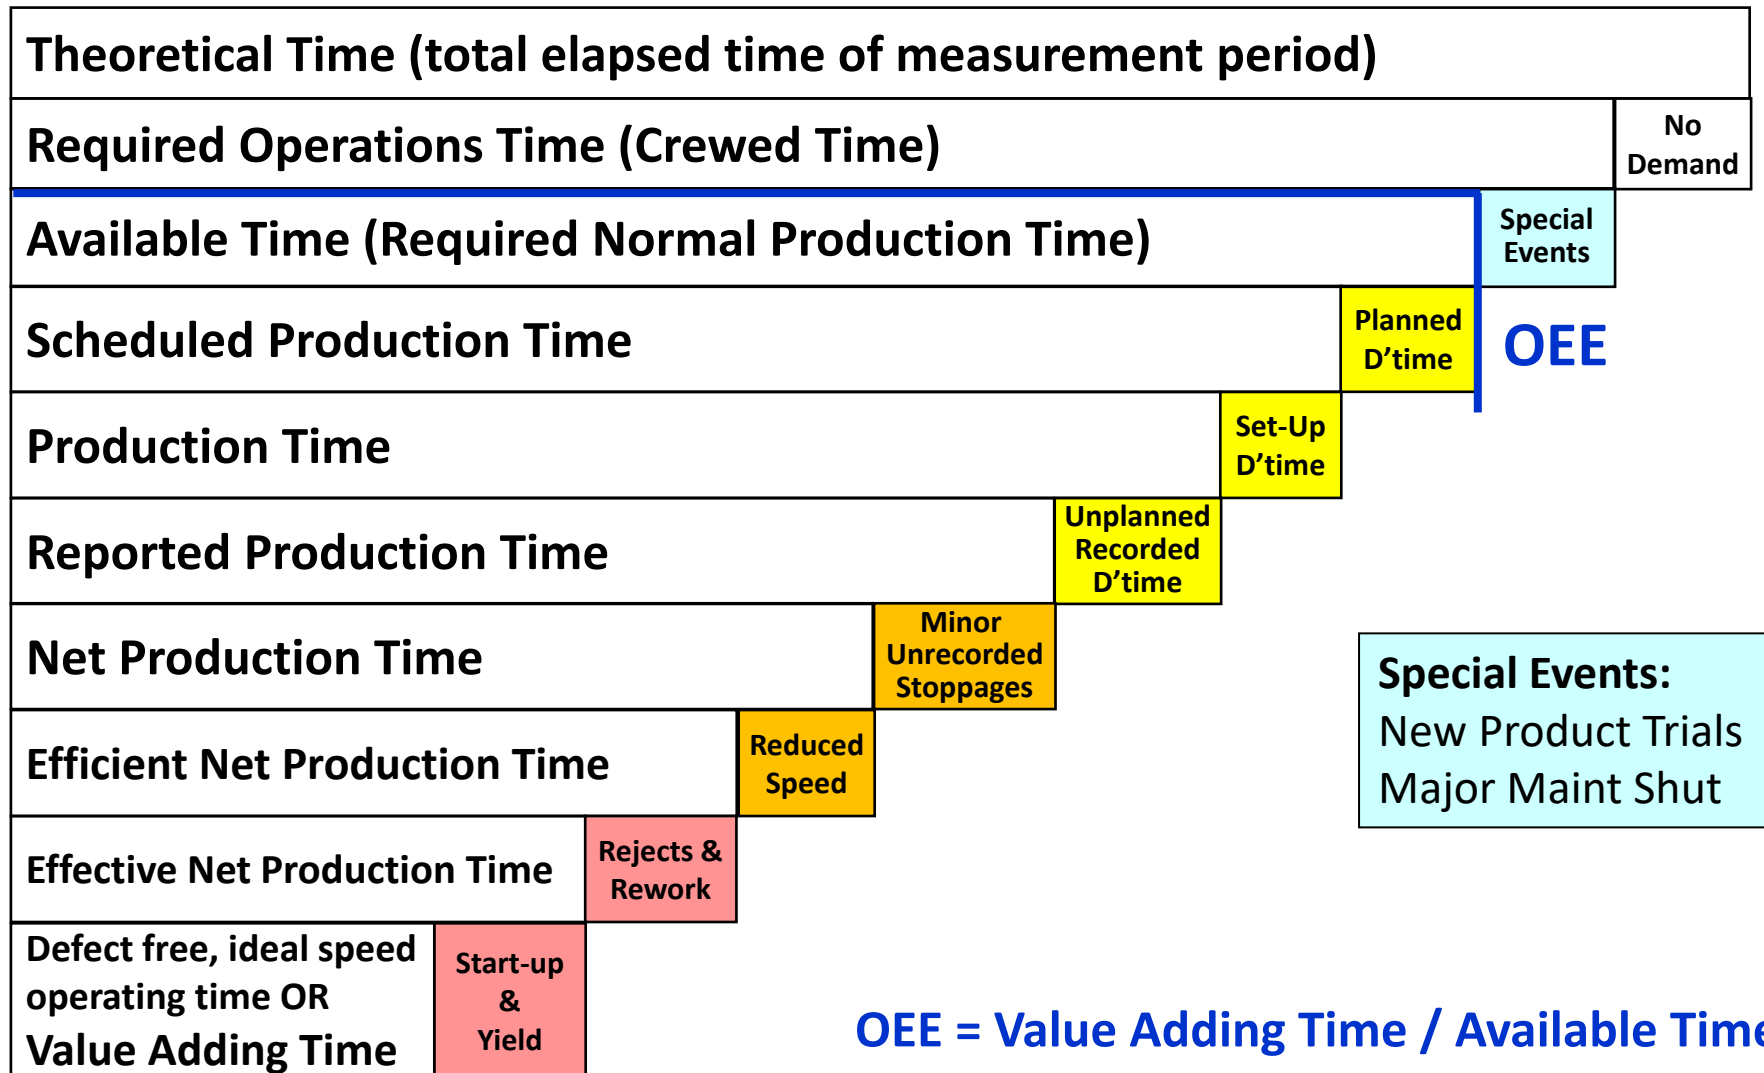 Theoretical Time (total elapsed time of measurement period)
Required Operations Time (Crewed Time)
No
Demand
Available Time (Required Normal Production Time)
Special
Events
Scheduled Production Time
Planned
D’time
OEE
Production Time
Set-Up
D’time
Reported Production Time
Unplanned
Recorded
D’time
Net Production Time
Minor
Unrecorded
Stoppages
Special Events:
New Product Trials
Major Maint Shut
Efficient Net Production Time
Reduced
Speed
Effective Net Production Time
Rejects &
Rework
Defect free, ideal speed
operating time OR
Value Adding Time
Start-up
&
Yield
OEE = Value Adding Time / Available Time